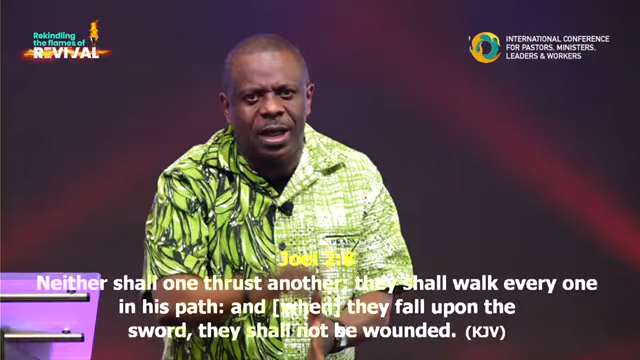 Rekindling
the flames of
REVIVAL
INTERNATIONAL CONFERENCE
FOR PASTORS, MINISTERS,
LEADERS & WORKERS
PRADA
Joel 2:8
Neither shall one thrust another; they shall walk every one
in his path: and [when] they fall upon the
sword, they shall not be wounded. (KJV)